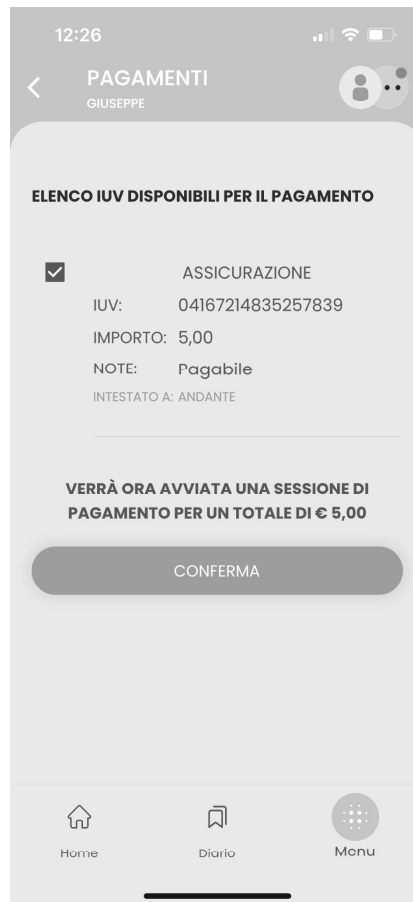 12:26
PAGAMENTI
GIUSEPPE
ELENCO IUV DISPONIBILI PER IL PAGAMENTO
ASSICURAZIONE
IUV: 04167214835257839
IMPORTO: 5,00
NOTE: Pagabile
INTESTATO A: ANDANTE
VERRÀ ORA AVVIATA UNA SESSIONE DI
PAGAMENTO PER UN TOTALE DI € 5,00
CONFERMA
Home Diario Menu